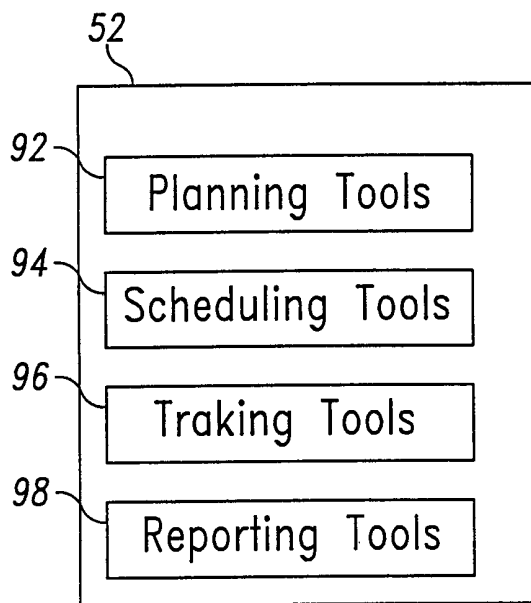 52
92 Planning Tools
94 Scheduling Tools
96 Traking Tools
98 Reporting Tools